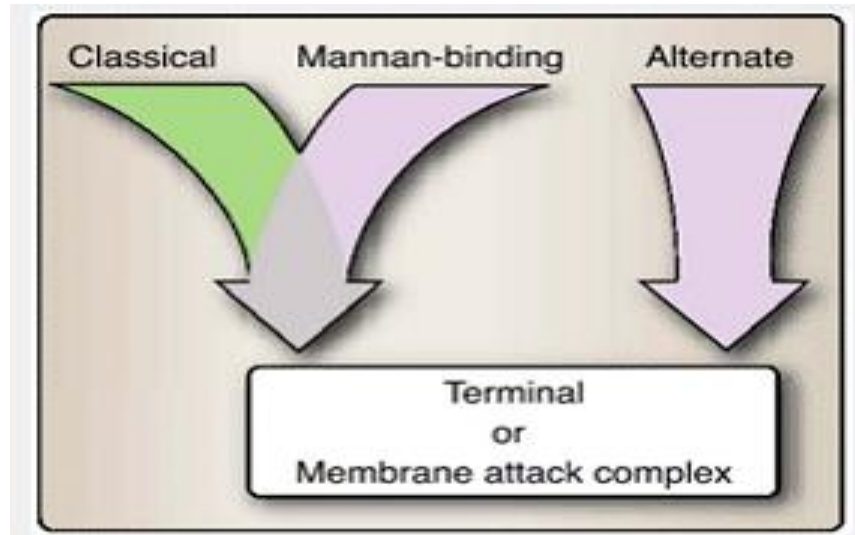 Classical Mannan-binding Alternate
Terminal
or
Membrane attack complex